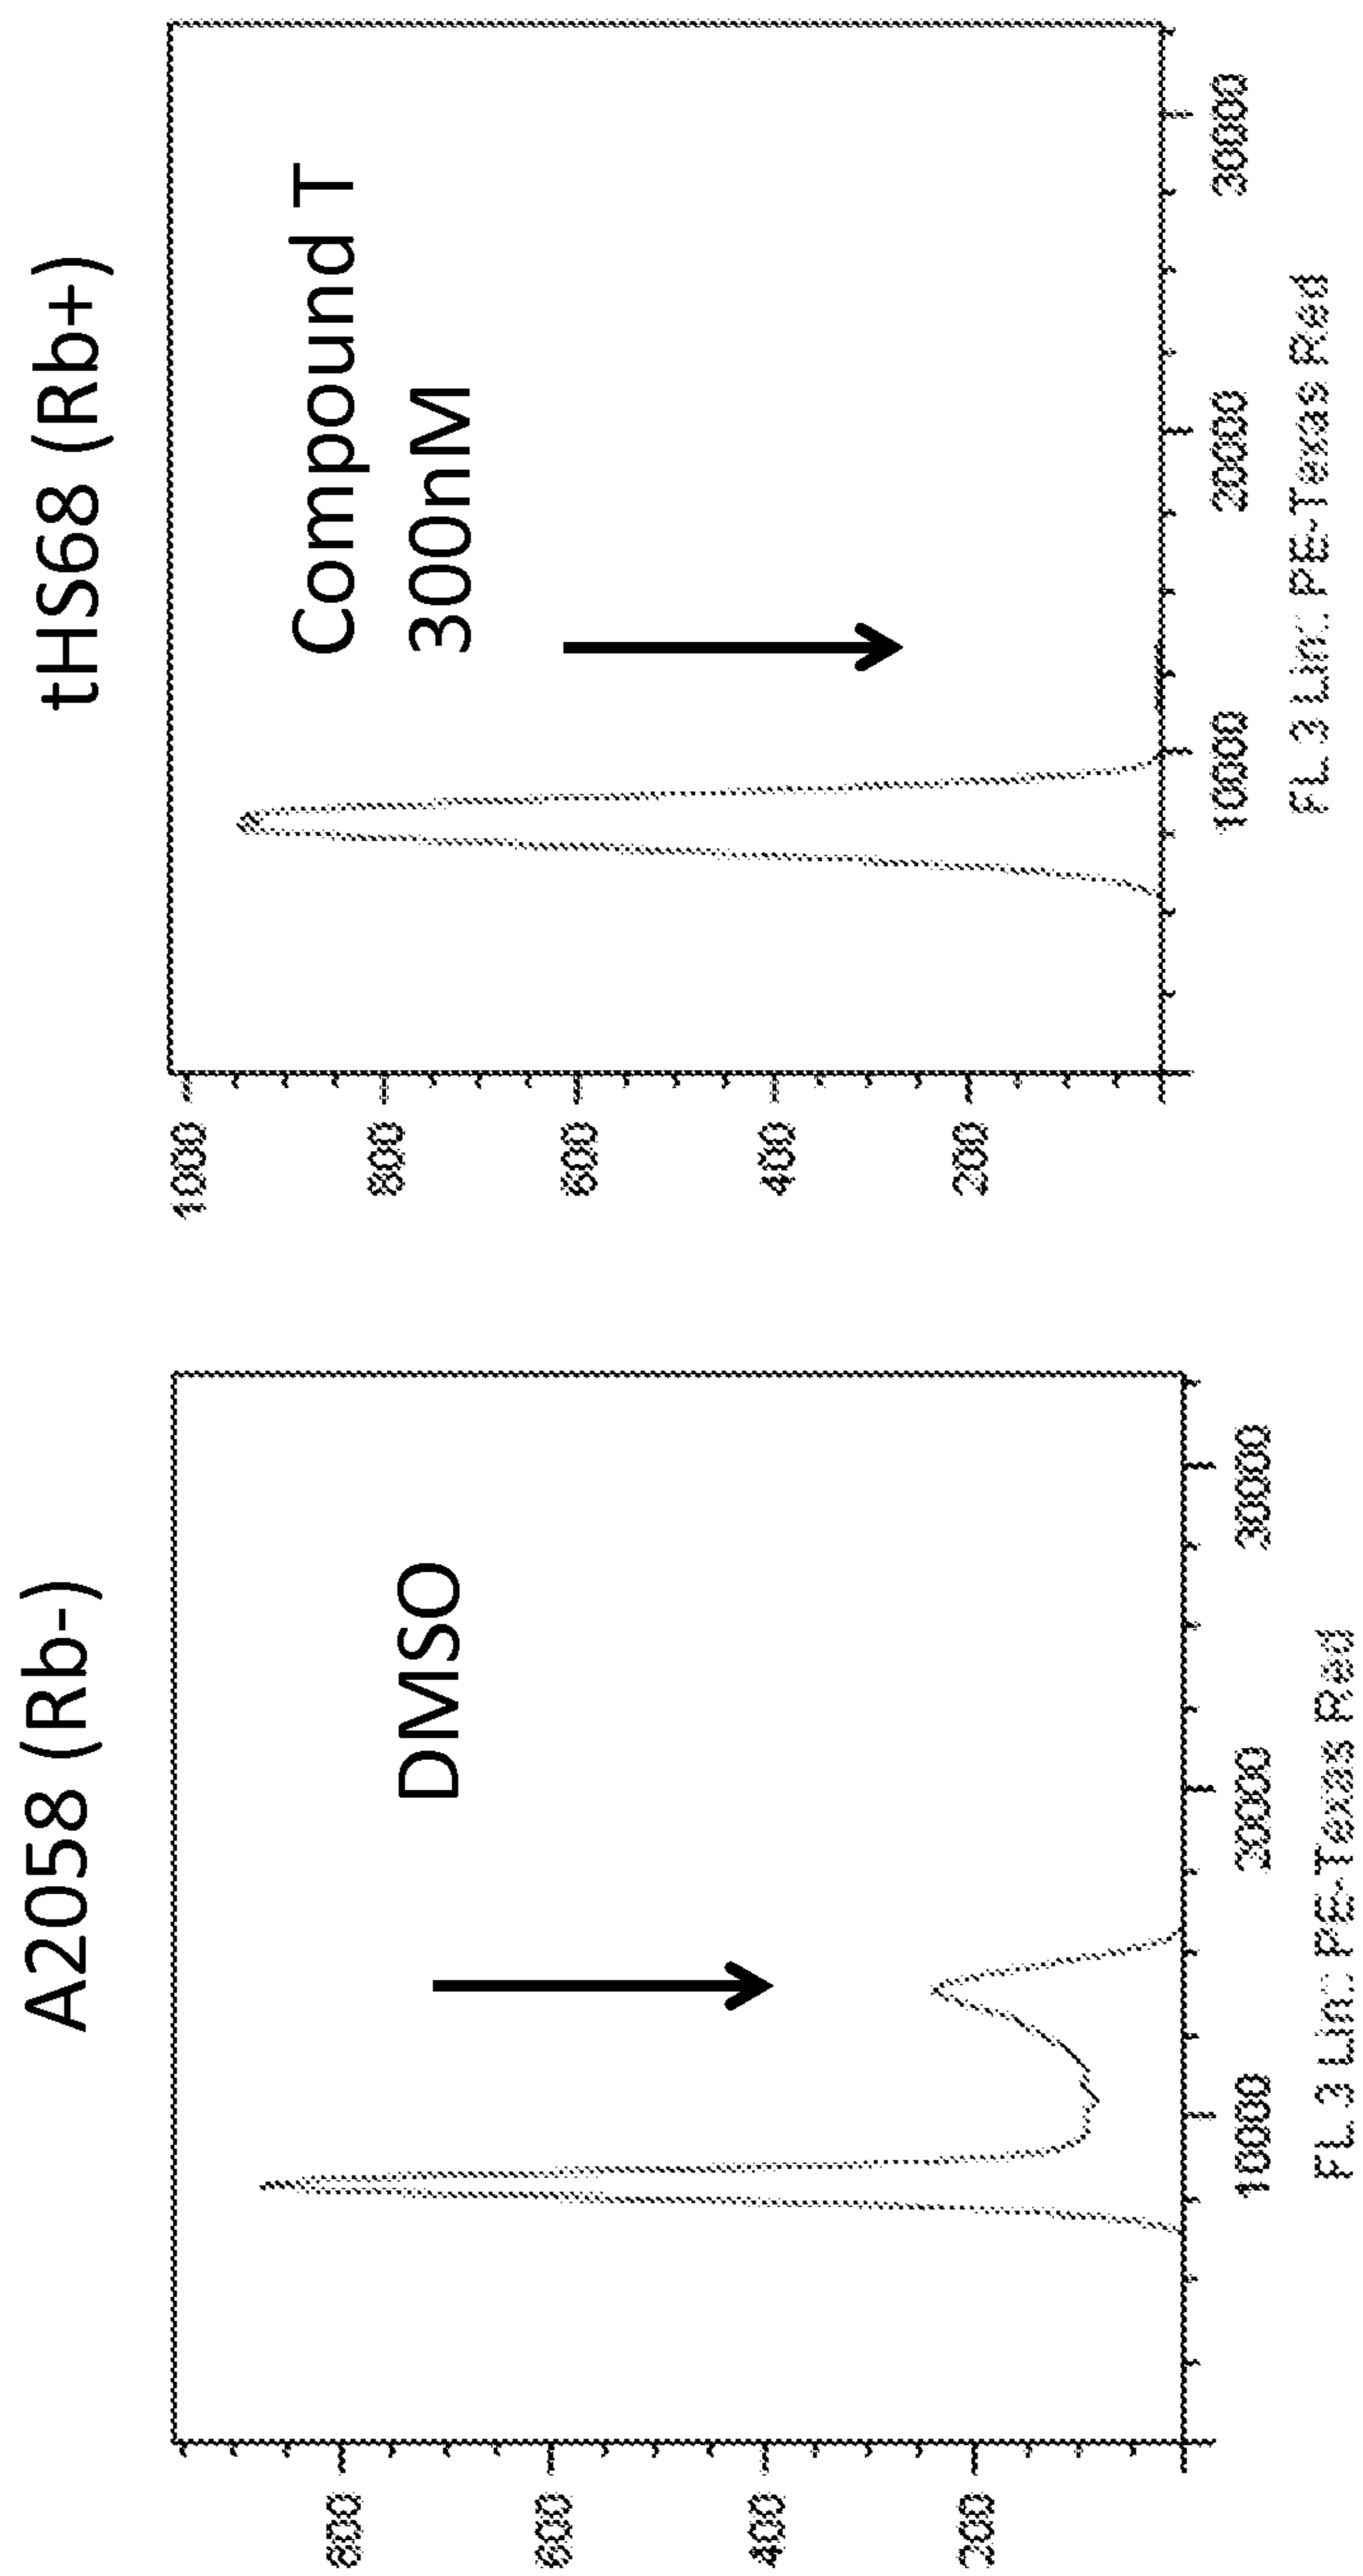 A2058 (Rb-)
DMSO
800
600
400
200
10000
20000
30000
FL 3 Lin: PE-Texas Red
tHS68 (Rb+)
Compound T
300nM
1000
800
600
400
200
10000
20000
30000
FL 3 Lin: PE-Texas Red